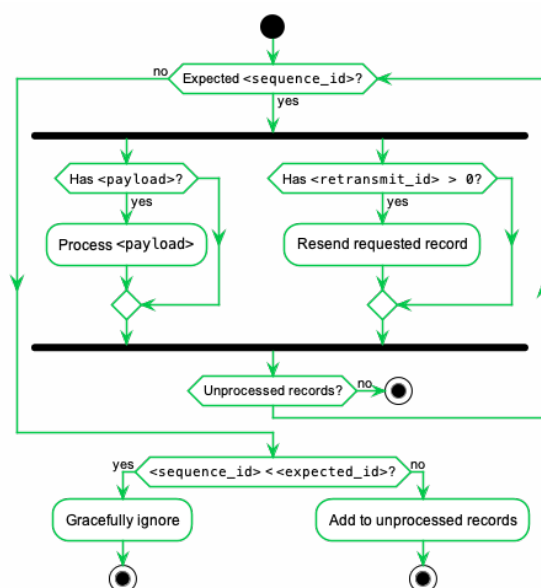 Expected <sequence_id>?
no
yes
Has <payload>?
Has <retransmit_id> > 0?
yes
yes
Process <payload>
Resend requested record
Unprocessed records?
no
<sequence_id> < <expected_id>?
yes
no
Gracefully ignore
Add to unprocessed records